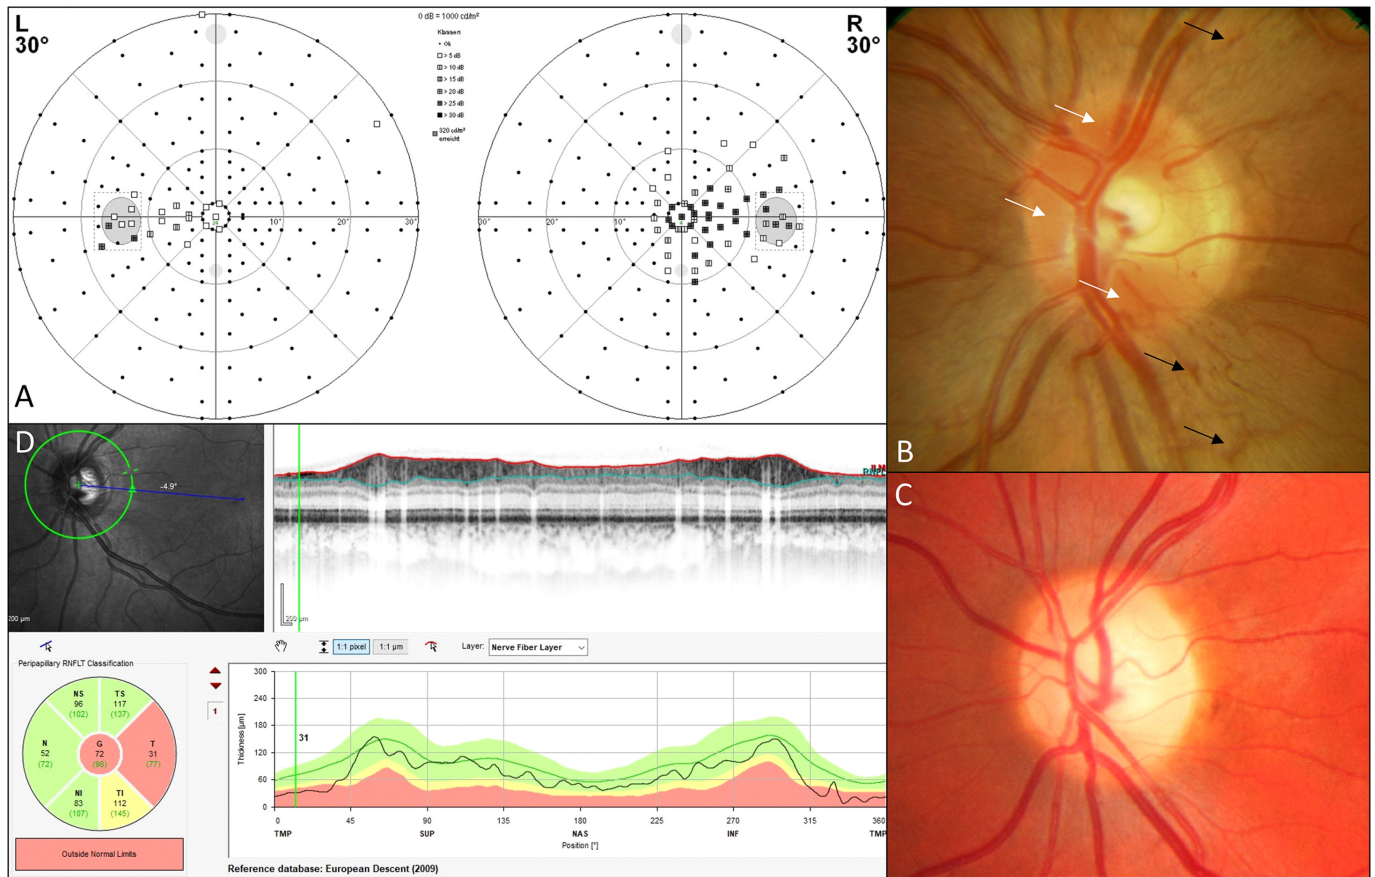 L
30°
0 dB = 1000 cd/m²
Klassen
Ok
> 5 dB
> 10 dB
> 15 dB
> 20 dB
> 25 dB
> 30 dB
320 cd/m²
erreicht
R
30°
10°
20°
30°
30°
20°
10°
A
B
C
D
-4.9°
200 µm
200 µm
ILM
RNFL
1:1 pixel
1:1 µm
Layer:
Nerve Fiber Layer
Peripapillary RNFLT Classification
NS
96
(102)
TS
117
(137)
N
52
(72)
G
72
(98)
T
31
(77)
NI
83
(107)
TI
112
(145)
Outside Normal Limits
1
Thickness [µm]
300
240
180
120
60
0
31
0
45
90
135
180
225
270
315
360
TMP
SUP
NAS
INF
TMP
Position [°]
Reference database: European Descent (2009)